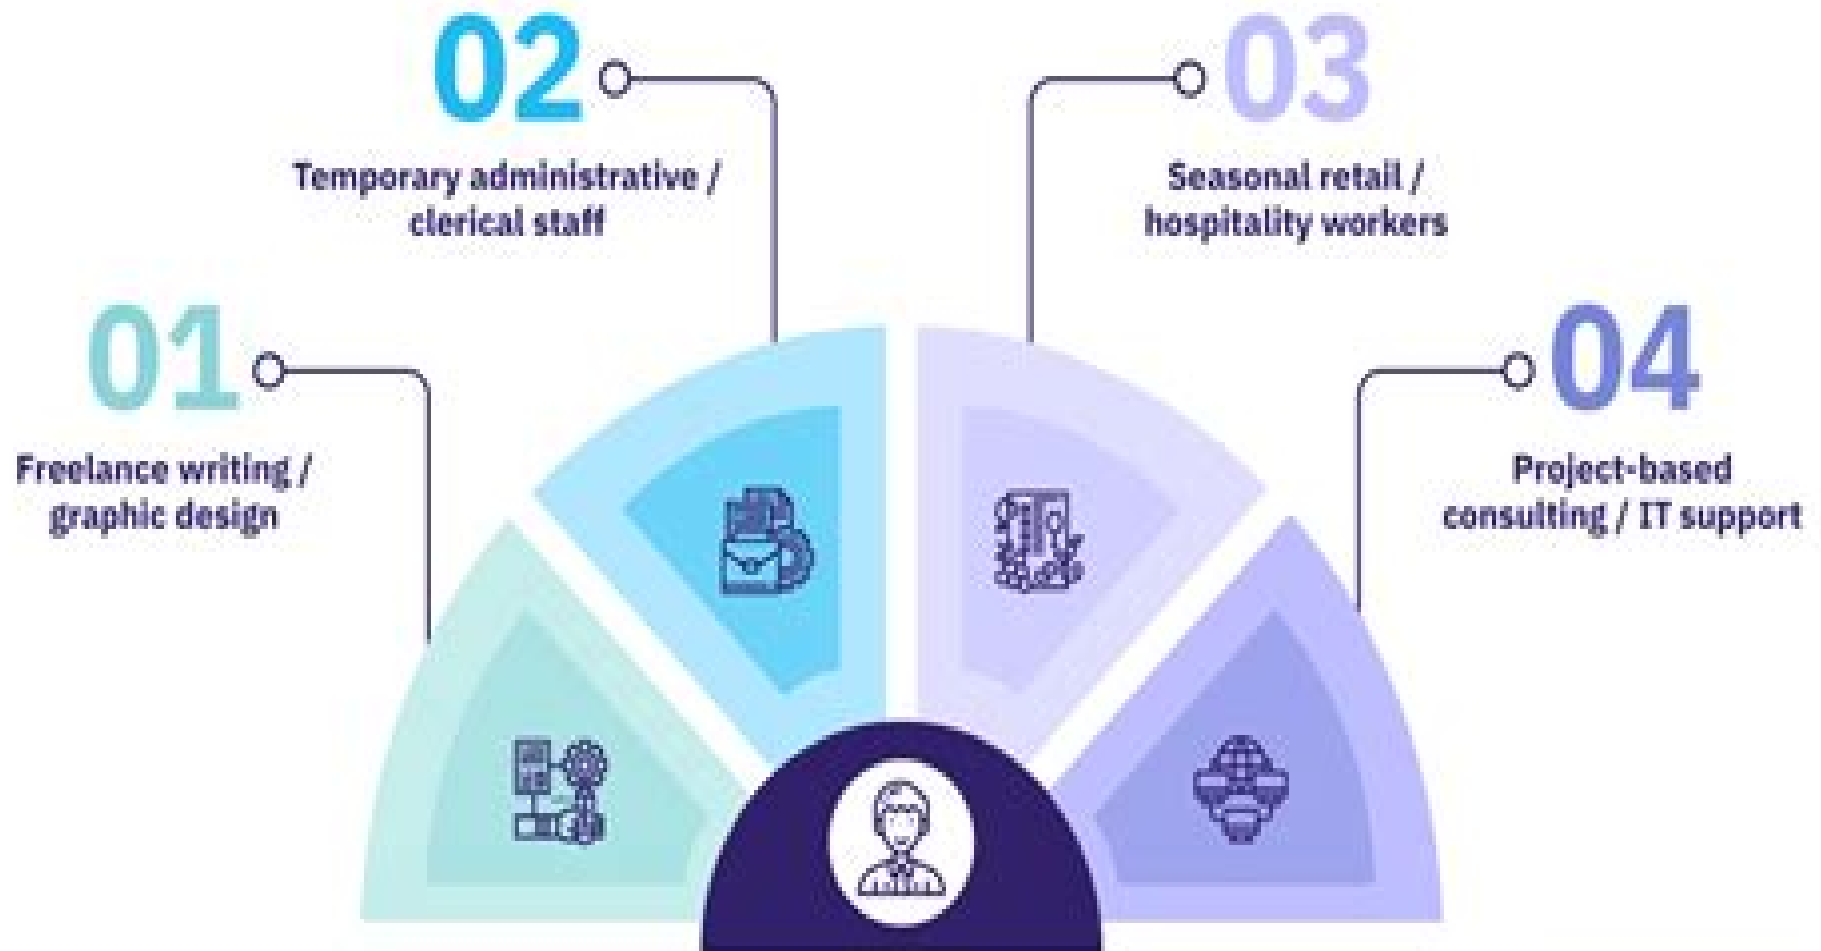 01
Freelance writing /
graphic design
02
Temporary administrative /
clerical staff
03
Seasonal retail /
hospitality workers
04
Project-based
consulting / IT support